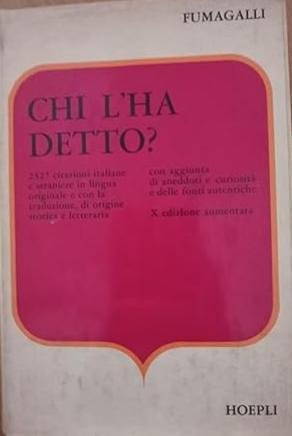 FUMAGALLI
CHI L'HA
DETTO?
2327 citazioni italiane
e straniere in lingua
originale e con la
traduzione, di origine
storica e letteraria
con aggiunta
di aneddoti e curiosità
e delle fonti autentiche
X edizione aumentata
HOEPLI